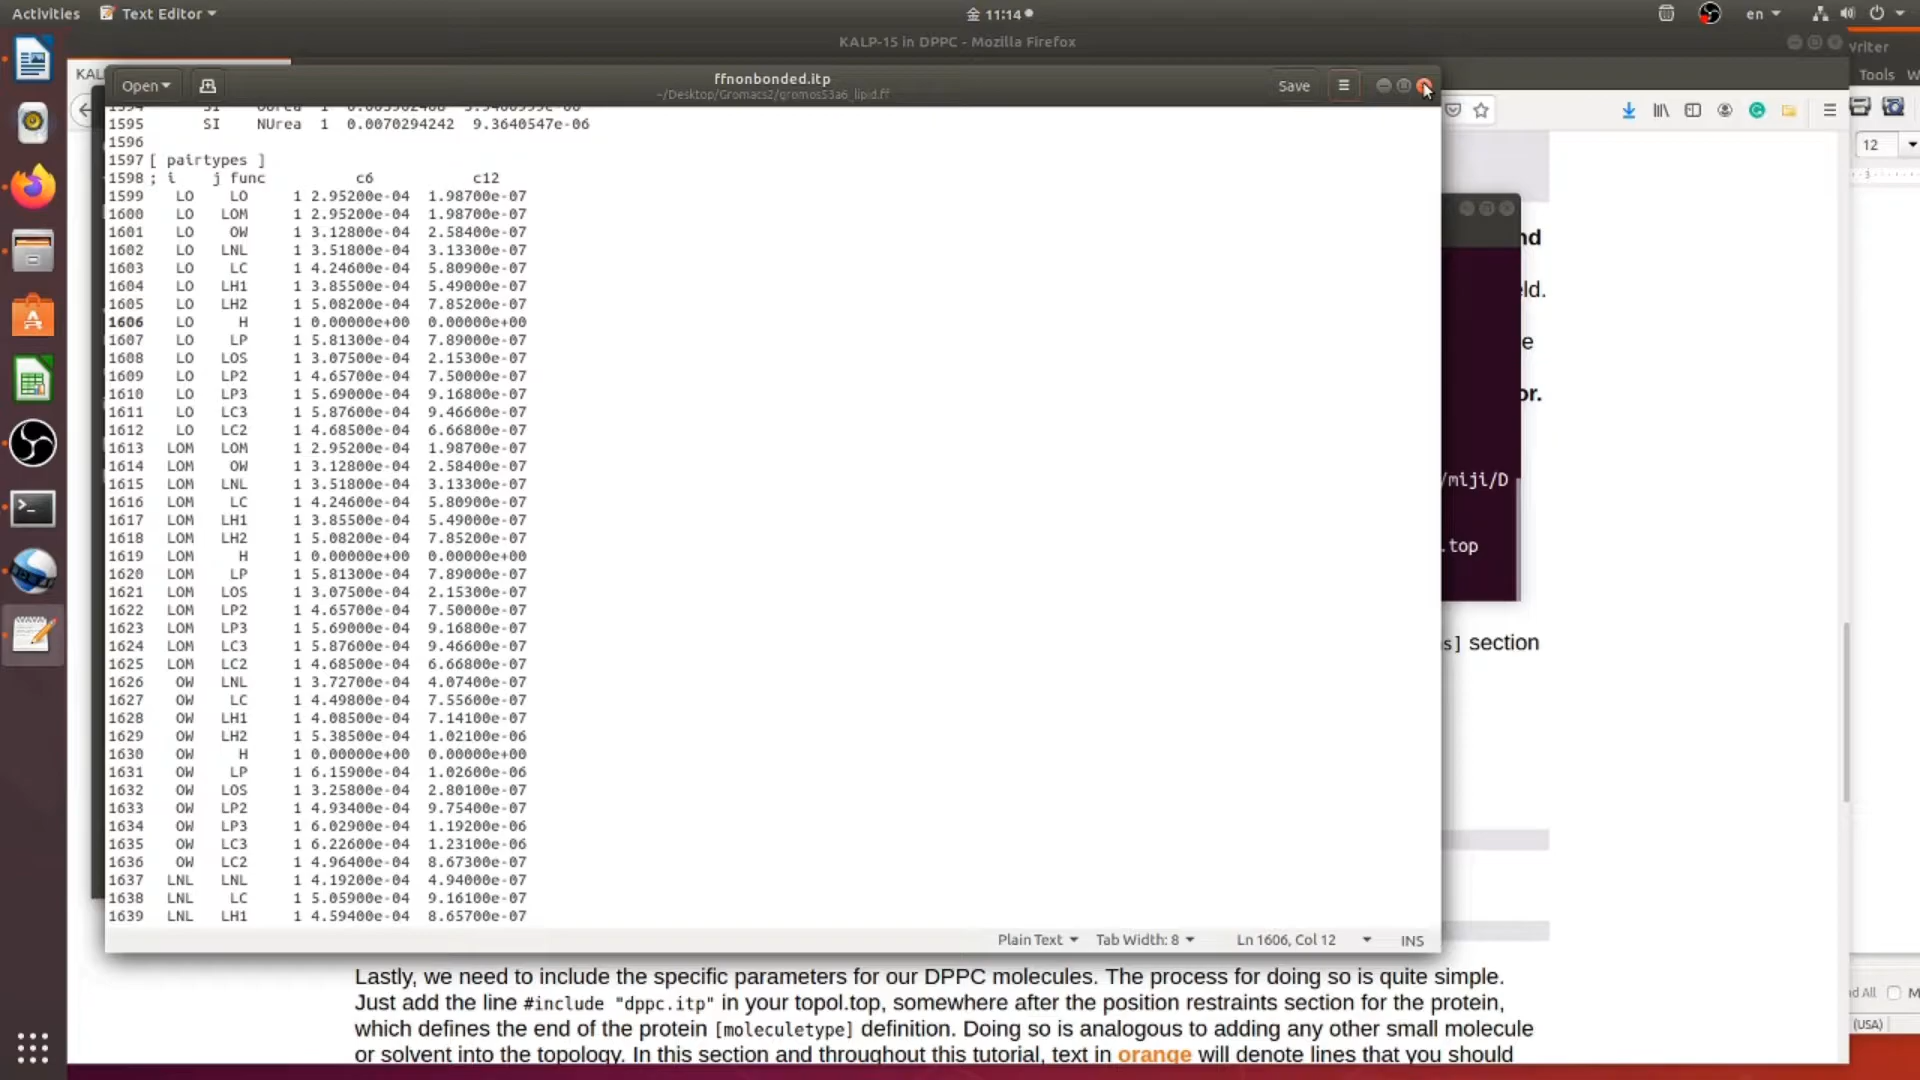 Activities Text Editor 金 11:14 en
KALP-15 in DPPC - Mozilla Firefox
KAL
Writer
Open ffnonbonded.itp Save
~/Desktop/Gromacs2/gromos53a6_lipid.ff
Tools
12
1595 SI NUrea 1 0.0070294242 9.3640547e-06
1596
1597 [ pairtypes ]
1598 ; i j func c6 c12
1599 LO LO 1 2.95200e-04 1.98700e-07
1600 LO LOM 1 2.95200e-04 1.98700e-07
1601 LO OW 1 3.12800e-04 2.58400e-07
1602 LO LNL 1 3.51800e-04 3.13300e-07
1603 LO LC 1 4.24600e-04 5.80900e-07
1604 LO LH1 1 3.85500e-04 5.49000e-07
1605 LO LH2 1 5.08200e-04 7.85200e-07
1606 LO H 1 0.00000e+00 0.00000e+00
1607 LO LP 1 5.81300e-04 7.89000e-07
1608 LO LOS 1 3.07500e-04 2.15300e-07
1609 LO LP2 1 4.65700e-04 7.50000e-07
1610 LO LP3 1 5.69000e-04 9.16800e-07
1611 LO LC3 1 5.87600e-04 9.46600e-07
1612 LO LC2 1 4.68500e-04 6.66800e-07
1613 LOM LOM 1 2.95200e-04 1.98700e-07
1614 LOM OW 1 3.12800e-04 2.58400e-07
1615 LOM LNL 1 3.51800e-04 3.13300e-07
1616 LOM LC 1 4.24600e-04 5.80900e-07
1617 LOM LH1 1 3.85500e-04 5.49000e-07
1618 LOM LH2 1 5.08200e-04 7.85200e-07
1619 LOM H 1 0.00000e+00 0.00000e+00
1620 LOM LP 1 5.81300e-04 7.89000e-07
1621 LOM LOS 1 3.07500e-04 2.15300e-07
1622 LOM LP2 1 4.65700e-04 7.50000e-07
1623 LOM LP3 1 5.69000e-04 9.16800e-07
1624 LOM LC3 1 5.87600e-04 9.46600e-07
1625 LOM LC2 1 4.68500e-04 6.66800e-07
1626 OW LNL 1 3.72700e-04 4.07400e-07
1627 OW LC 1 4.49800e-04 7.55600e-07
1628 OW LH1 1 4.08500e-04 7.14100e-07
1629 OW LH2 1 5.38500e-04 1.02100e-06
1630 OW H 1 0.00000e+00 0.00000e+00
1631 OW LP 1 6.15900e-04 1.02600e-06
1632 OW LOS 1 3.25800e-04 2.80100e-07
1633 OW LP2 1 4.93400e-04 9.75400e-07
1634 OW LP3 1 6.02900e-04 1.19200e-06
1635 OW LC3 1 6.22600e-04 1.23100e-06
1636 OW LC2 1 4.96400e-04 8.67300e-07
1637 LNL LNL 1 4.19200e-04 4.94000e-07
1638 LNL LC 1 5.05900e-04 9.16100e-07
1639 LNL LH1 1 4.59400e-04 8.65700e-07
nd
eld.
e
or.
/miji/D
.top
s] section
Plain Text Tab Width: 8 Ln 1606, Col 12 INS
Lastly, we need to include the specific parameters for our DPPC molecules. The process for doing so is quite simple.
Just add the line #include "dppc.itp" in your topol.top, somewhere after the position restraints section for the protein,
which defines the end of the protein [moleculetype] definition. Doing so is analogous to adding any other small molecule
or solvent into the topology. In this section and throughout this tutorial, text in orange will denote lines that you should
d All
(USA)